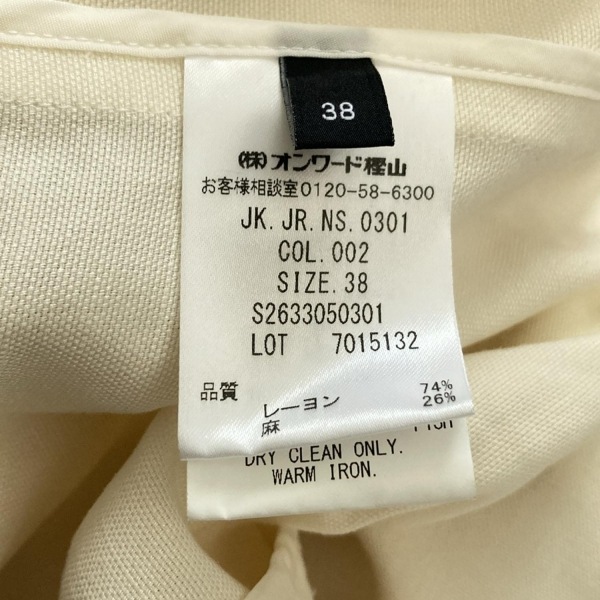 38
(株)オンワード樫山
お客様相談室0120-58-6300
JK.JR.NS.0301
COL.002
SIZE.38
S2633050301
LOT 7015132
品質 レーヨン 74%
麻 26%
DRY CLEAN ONLY.
WARM IRON.